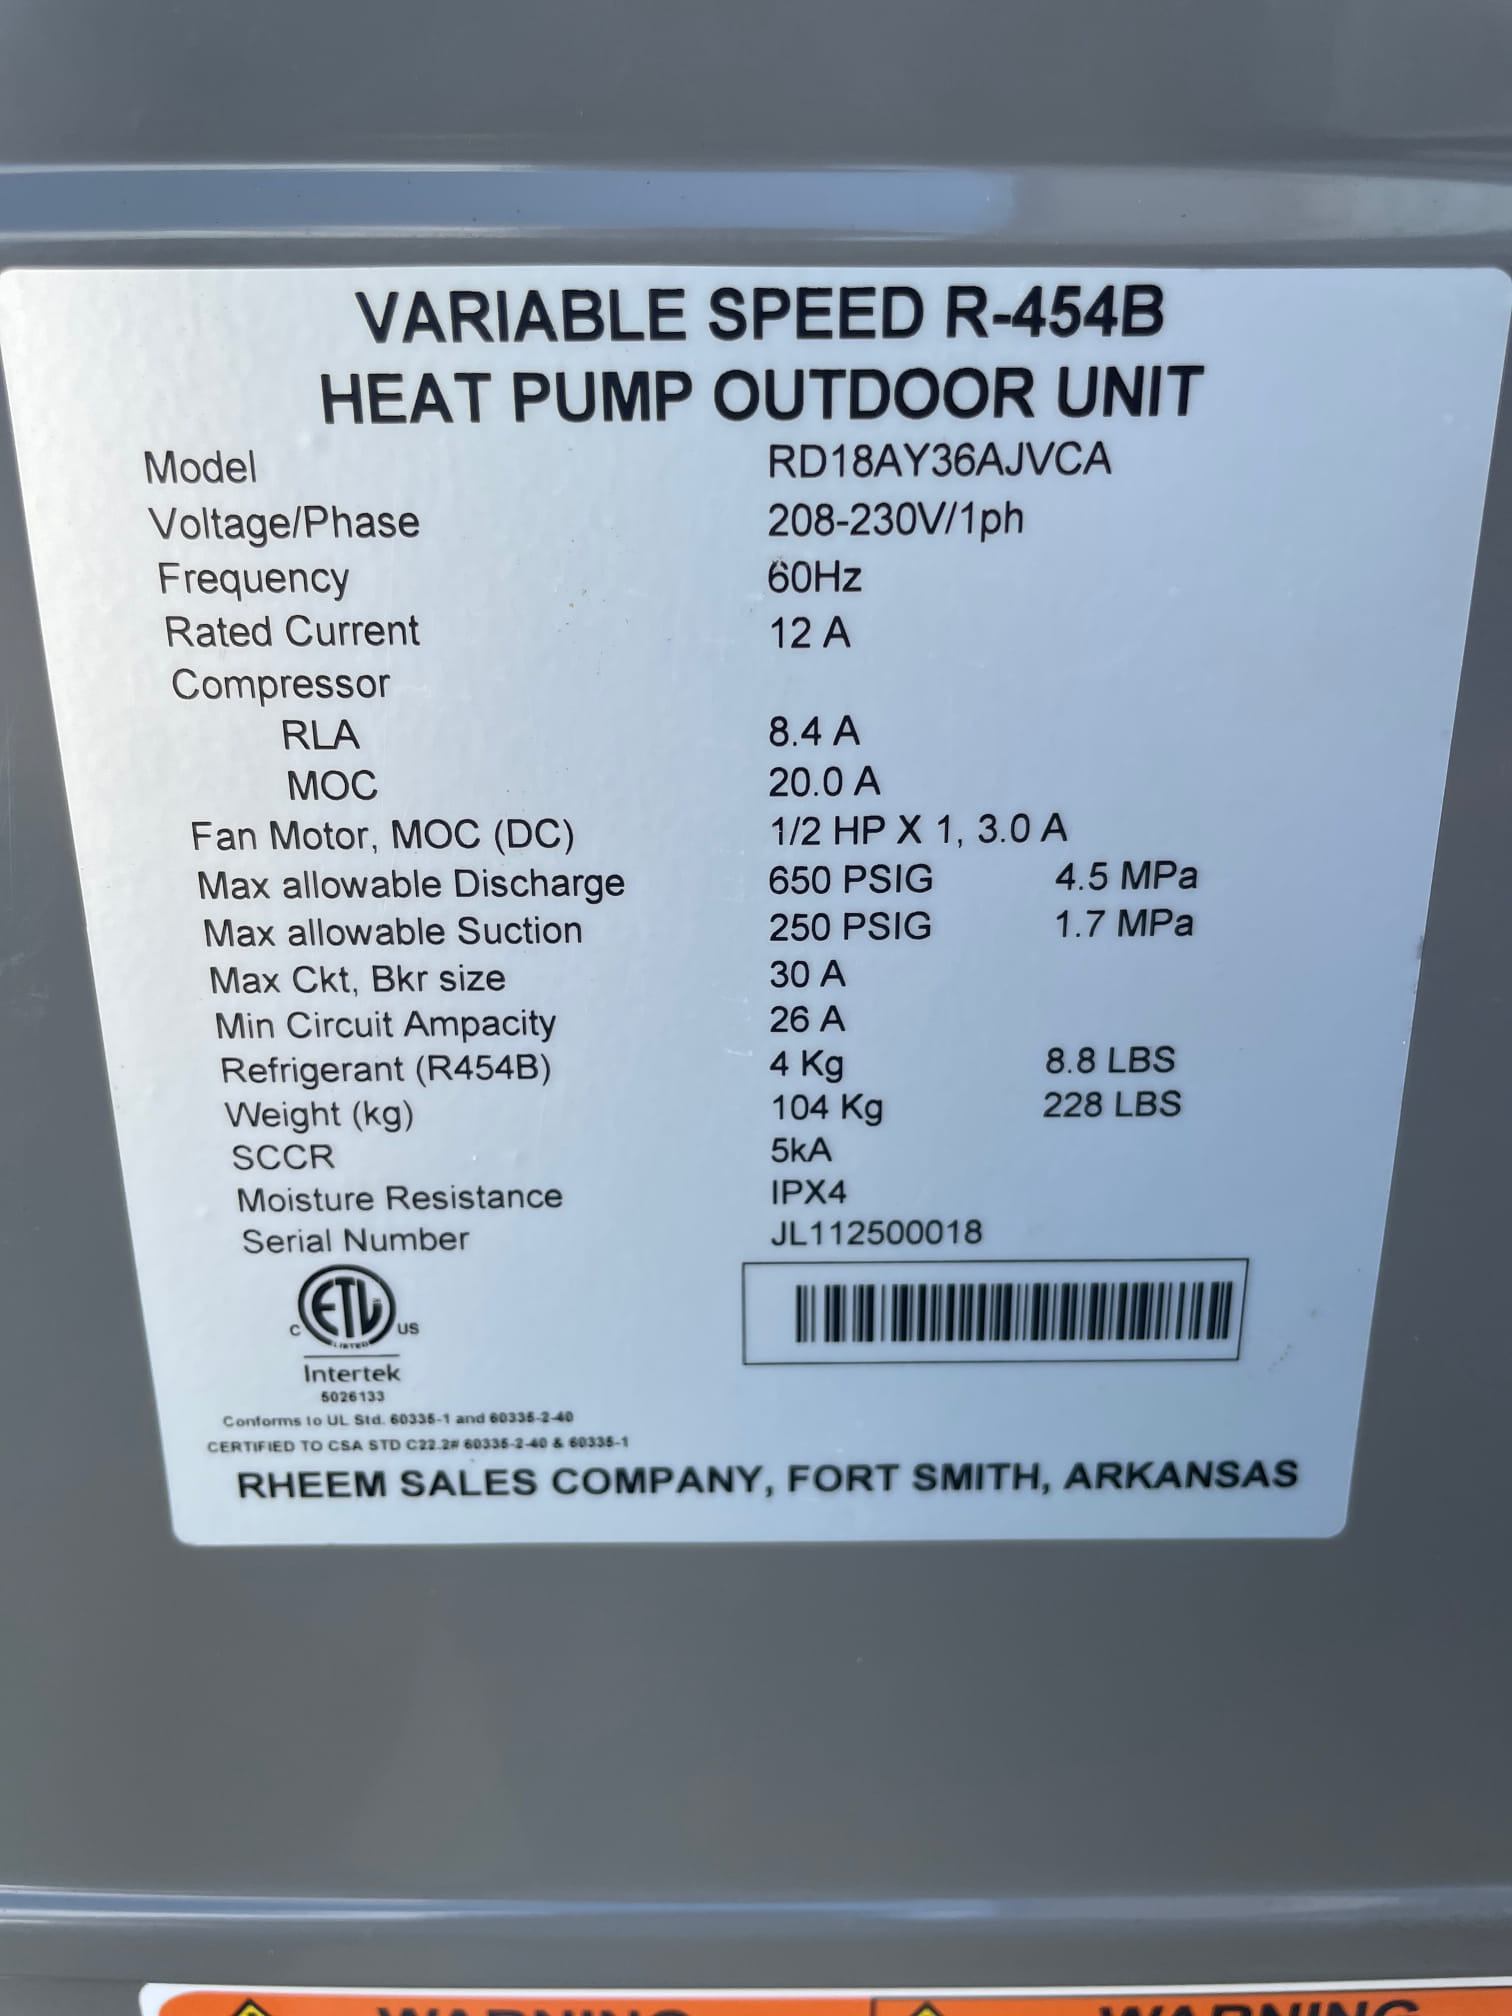 VARIABLE SPEED R-454B
HEAT PUMP OUTDOOR UNIT
Model RD18AY36AJVCA
Voltage/Phase 208-230V/1ph
Frequency 60Hz
Rated Current 12 A
Compressor
RLA 8.4 A
MOC 20.0 A
Fan Motor, MOC (DC) 1/2 HP X 1, 3.0 A
Max allowable Discharge 650 PSIG 4.5 MPa
Max allowable Suction 250 PSIG 1.7 MPa
Max Ckt, Bkr size 30 A
Min Circuit Ampacity 26 A
Refrigerant (R454B) 4 Kg 8.8 LBS
Weight (kg) 104 Kg 228 LBS
SCCR 5kA
Moisture Resistance IPX4
Serial Number JL112500018
C ETL US
LISTED
Intertek
5026133
Conforms to UL Std. 60335-1 and 60335-2-40
CERTIFIED TO CSA STD C22.2# 60335-2-40 & 60335-1
RHEEM SALES COMPANY, FORT SMITH, ARKANSAS
WARNING WARNING